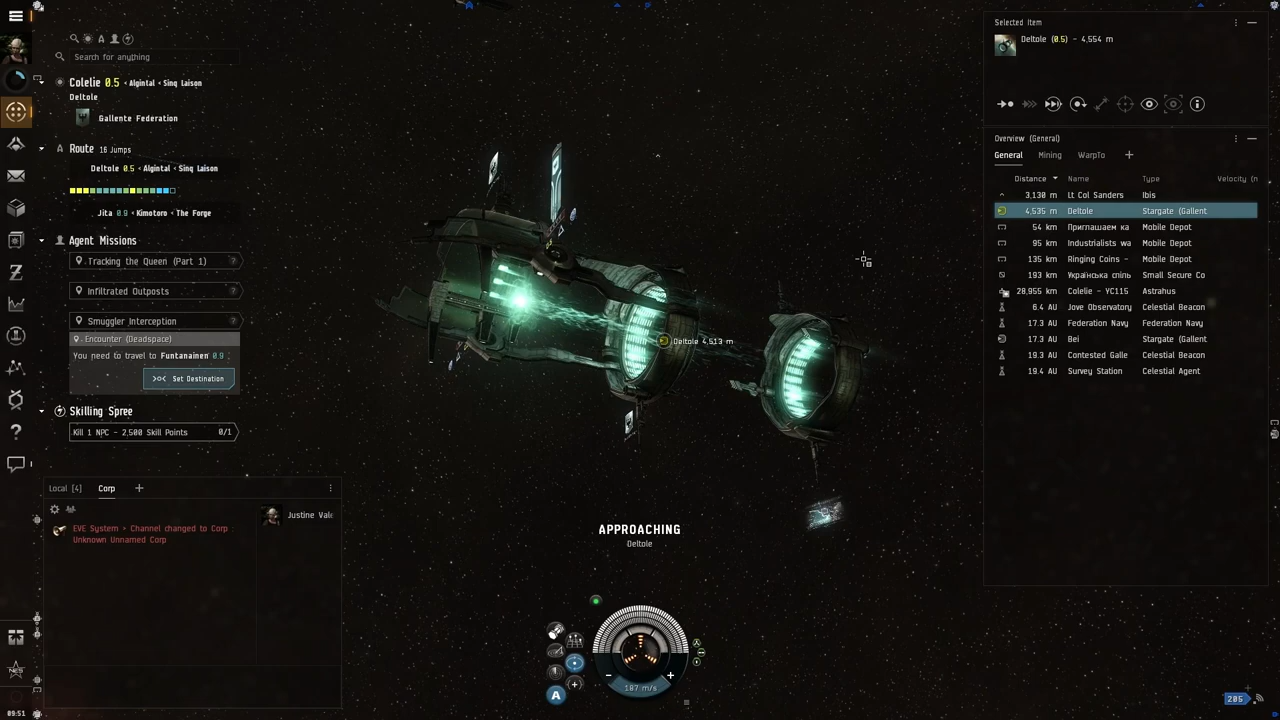 Search for anything
Colelie 0.5 < Algintal < Sinq Laison
Deltole
Gallente Federation
Route 16 Jumps
Deltole 0.5 < Algintal < Sinq Laison
Jita 0.9 < Kimotoro < The Forge
Agent Missions
Tracking the Queen (Part 1) ?
Infiltrated Outposts ?
Smuggler Interception ?
Encounter (Deadspace)
You need to travel to Funtanainen 0.9 .
Set Destination
Skilling Spree
Kill 1 NPC - 2,500 Skill Points 0/1
Local [4] Corp
EVE System > Channel changed to Corp :
Unknown Unnamed Corp
Justine Vale
09:51
NES
Deltole 4,513 m
APPROACHING
Deltole
187 m/s
A
Selected Item
Deltole (0.5) - 4,554 m
Overview (General)
General Mining WarpTo
Distance Name Type Velocity (m
3,130 m Lt Col Sanders Ibis
4,535 m Deltole Stargate (Gallent
54 km Приглашаем ка Mobile Depot
95 km Industrialists wa Mobile Depot
135 km Ringing Coins - Mobile Depot
193 km Українська спіль Small Secure Co
28,955 km Colelie - YC115 Astrahus
6.4 AU Jove Observatory Celestial Beacon
17.3 AU Federation Navy Federation Navy
17.3 AU Bei Stargate (Gallent
19.3 AU Contested Galle Celestial Beacon
19.4 AU Survey Station Celestial Agent
205